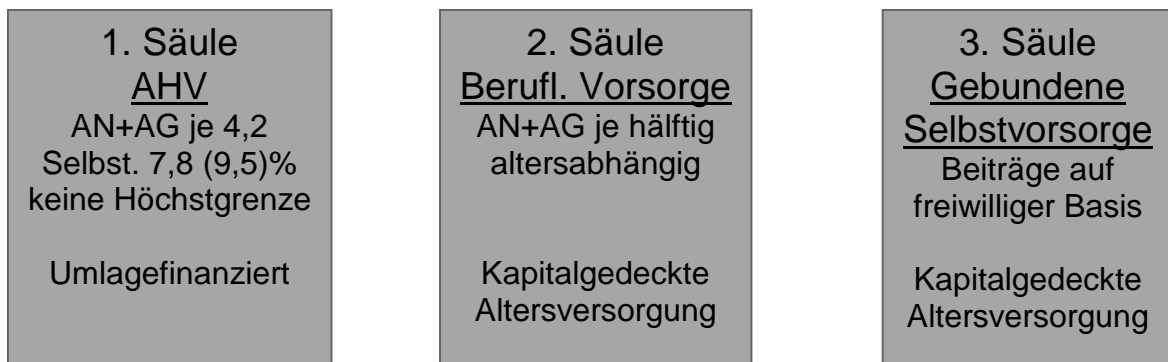 1. Säule
AHV
AN+AG je 4,2
Selbst. 7,8 (9,5)%
keine Höchstgrenze
Umlagefinanziert
2. Säule
Berufl. Vorsorge
AN+AG je hälftig
altersabhängig
Kapitalgedeckte
Altersversorgung
3. Säule
Gebundene
Selbstvorsorge
Beiträge auf
freiwilliger Basis
Kapitalgedeckte
Altersversorgung